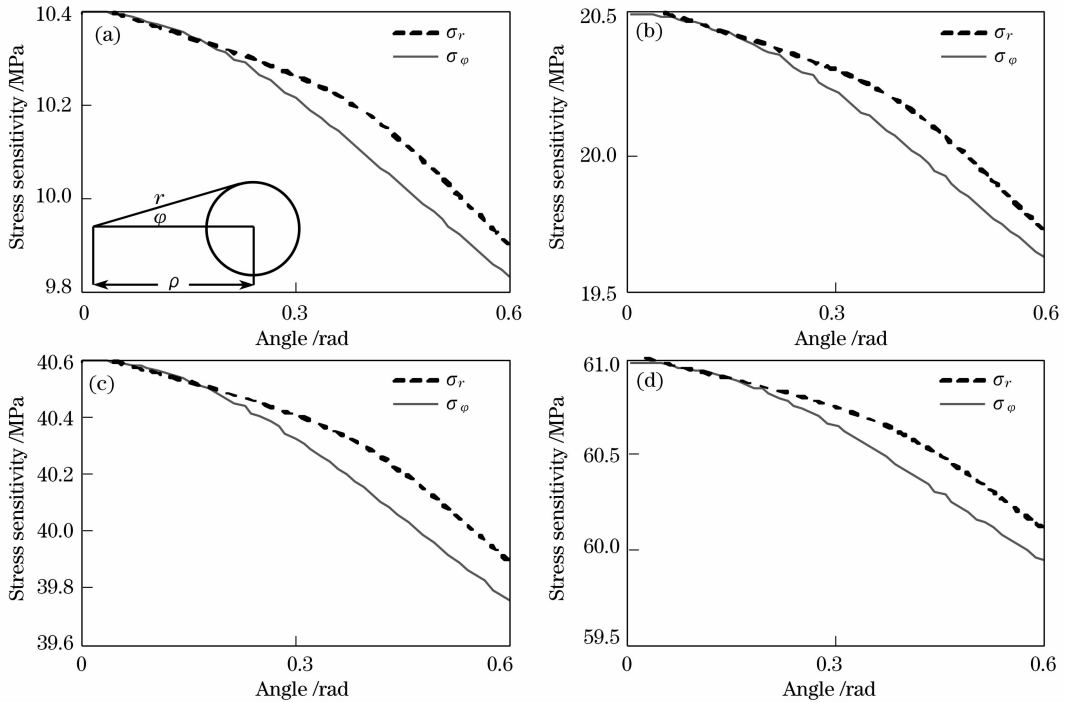 (a)
σr
σφ
Stress sensitivity /MPa
10.4
10.2
10.0
9.8
r
φ
ρ
0
0.3
0.6
Angle /rad
(b)
σr
σφ
Stress sensitivity /MPa
20.5
20.0
19.5
0
0.3
0.6
Angle /rad
(c)
σr
σφ
Stress sensitivity /MPa
40.6
40.4
40.2
40.0
39.8
39.6
0
0.3
0.6
Angle /rad
(d)
σr
σφ
Stress sensitivity /MPa
61.0
60.5
60.0
59.5
0
0.3
0.6
Angle /rad